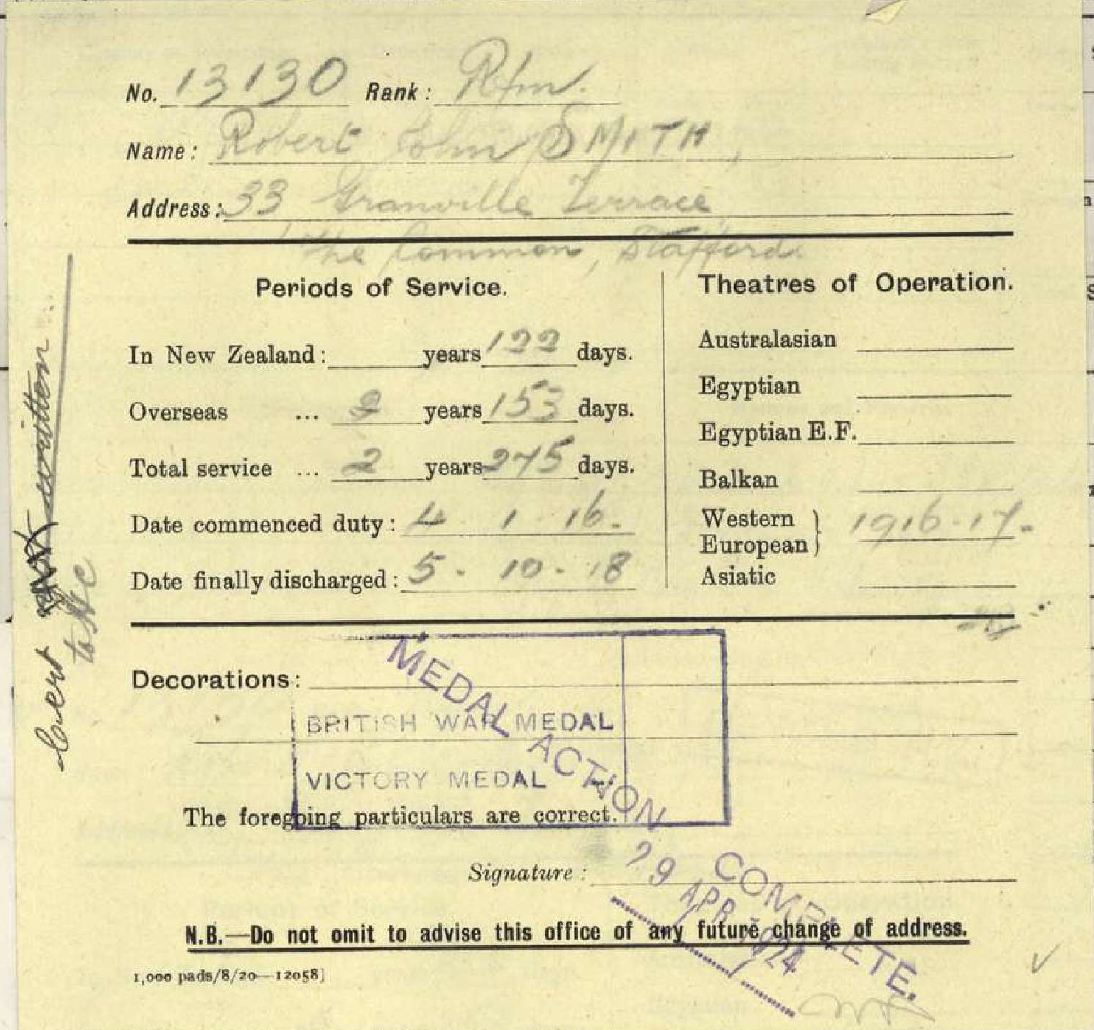 No. 13130 Rank: Rfm.
Name: Robert John SMITH,
Address: 33 Granville Terrace
The Common, Stafford
Periods of Service.
In New Zealand: years 122 days.
Overseas ... 2 years 153 days.
Total service ... 2 years 275 days.
Date commenced duty: 4 - 1 - 16.
Date finally discharged: 5 - 10 - 18
Theatres of Operation.
Australasian
Egyptian
Egyptian E.F.
Balkan
Western } 1916-17.
European }
Asiatic
Decorations:
BRITISH WAR MEDAL
VICTORY MEDAL
MEDAL ACTION COMPLETE.
29 APR 1924
The foregoing particulars are correct.
Signature:
N.B.—Do not omit to advise this office of any future change of address.
1,000 pads/8/20—12058]
written
to